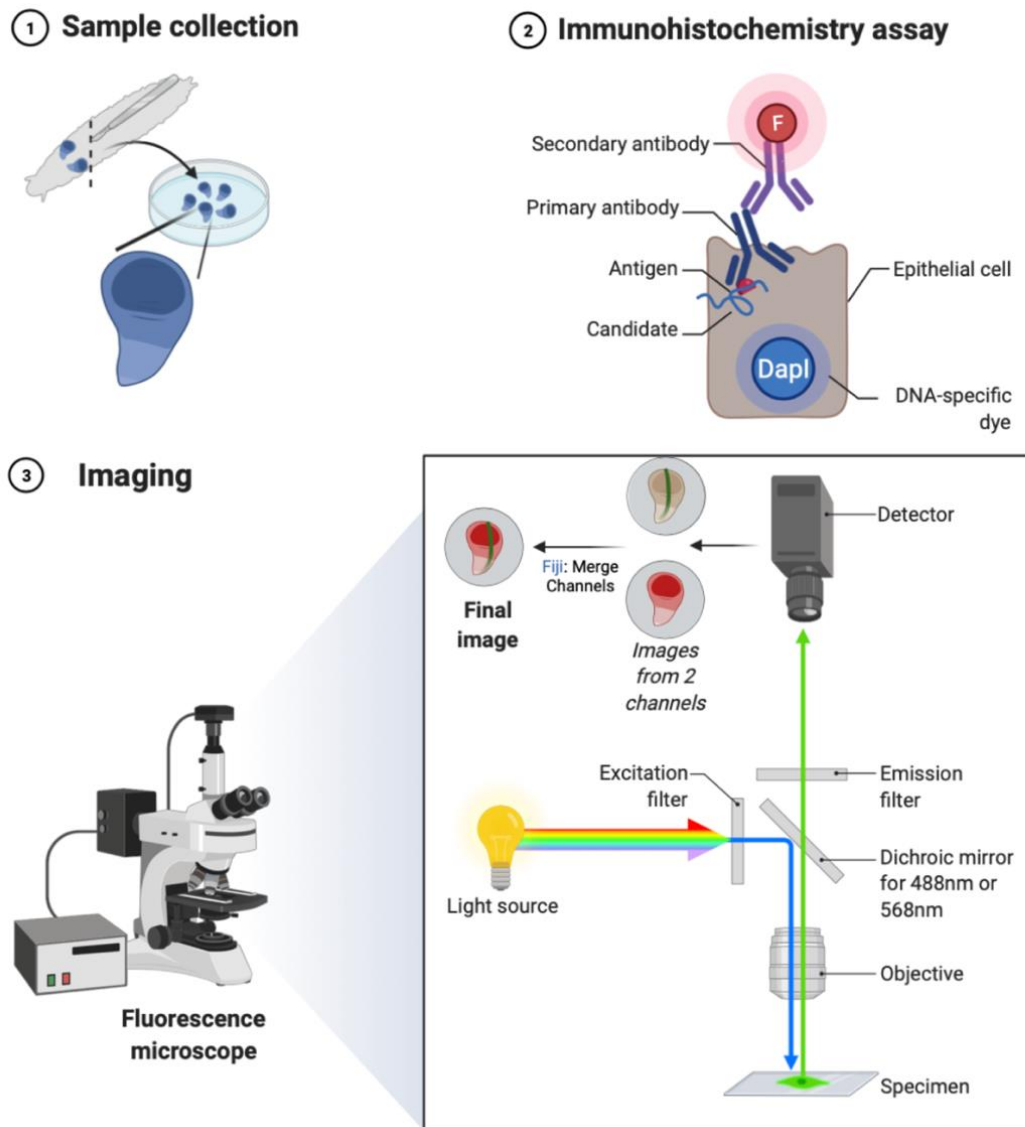 1 Sample collection
2 Immunohistochemistry assay
F
Secondary antibody
Primary antibody
Antigen
Candidate
Epithelial cell
DapI
DNA-specific
dye
3 Imaging
Detector
Fiji: Merge
Channels
Final
image
Images
from 2
channels
Excitation
filter
Emission
filter
Light source
Dichroic mirror
for 488nm or
568nm
Objective
Fluorescence
microscope
Specimen